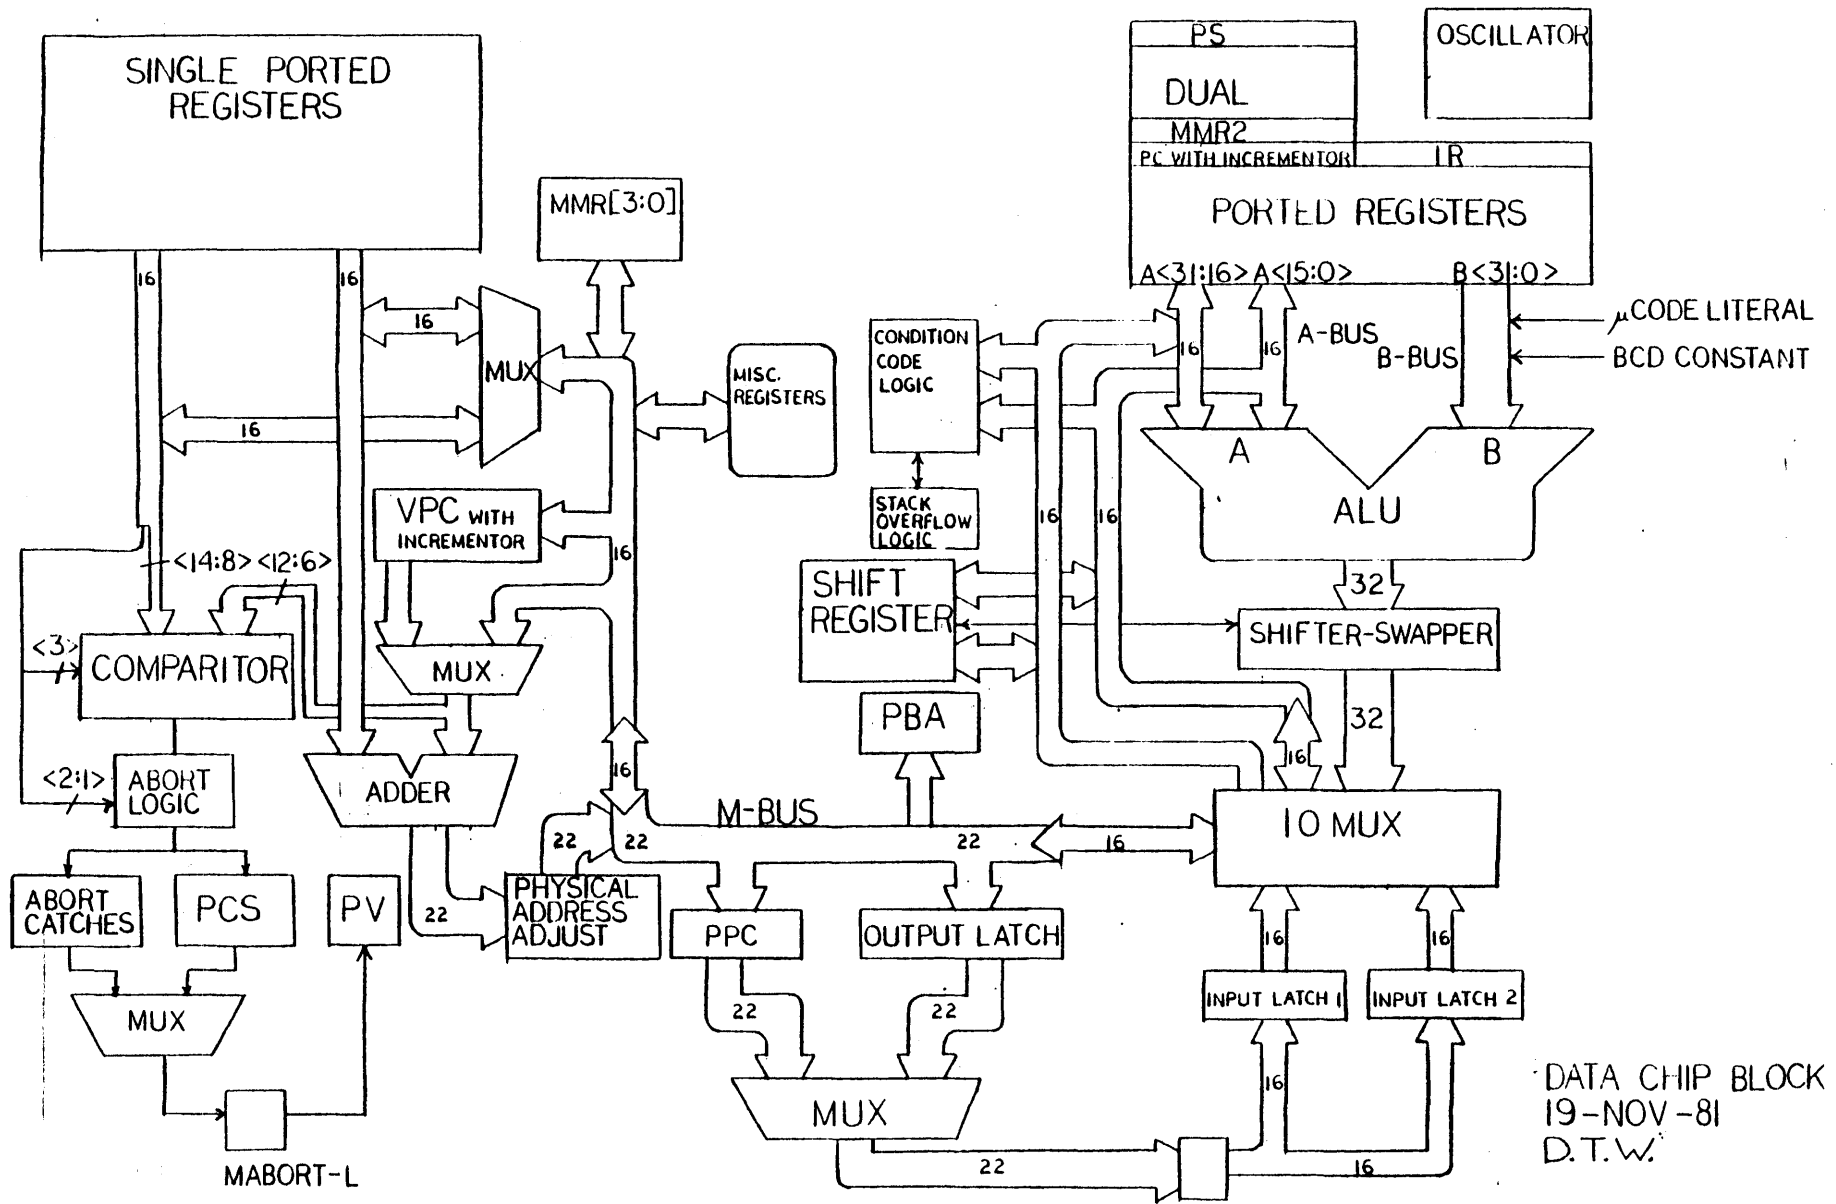 SINGLE PORTED
REGISTERS
16
16
MMR[3:0]
16
MUX
16
MISC.
REGISTERS
VPC WITH
INCREMENTOR
16
<14:8>
<12:6>
<3>
COMPARITOR
MUX
<2:1>
ABORT
LOGIC
ADDER
16
ABORT
CATCHES
PCS
PV
22
PHYSICAL
ADDRESS
ADJUST
22
22
MUX
MABORT-L
PS
DUAL
MMR2
PC WITH INCREMENTOR
IR
PORTED REGISTERS
A<31:16>
A<15:0>
B<31:0>
OSCILLATOR
CONDITION
CODE
LOGIC
16
16
A-BUS
B-BUS
μCODE LITERAL
BCD CONSTANT
STACK
OVERFLOW
LOGIC
16
16
A
B
ALU
32
SHIFT
REGISTER
SHIFTER-SWAPPER
32
PBA
16
M-BUS
22
16
IO MUX
PPC
OUTPUT LATCH
16
16
22
22
INPUT LATCH 1
INPUT LATCH 2
MUX
16
22
16
DATA CHIP BLOCK
19-NOV-81
D.T.W.